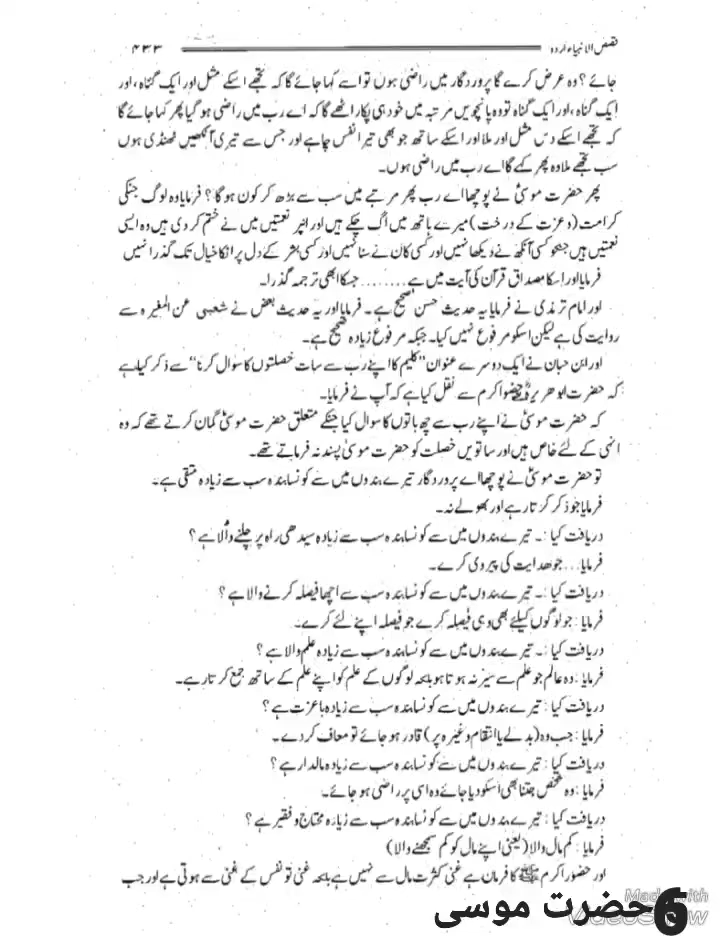 قصص الانبیاء اردو ۴۳۳
جائے؟ وہ عرض کرے گا پروردگار میں راضی ہوں تو اسے کہا جائے گا کہ تجھے اسکے مثل اور ایک گناہ، اور
ایک گناہ، اور ایک گناہ تو وہ پانچویں مرتبہ میں خود ہی پکار اٹھے گا کہ اے رب میں راضی ہو گیا پھر کہا جائے گا
کہ تجھے اسکے دس مثل اور ملا اور اسکے ساتھ جو بھی تیرا نفس چاہے اور جس سے تیری آنکھیں ٹھنڈی ہوں
سب تجھے ملا وہ پھر کہے گا اے رب میں راضی ہوں۔
پھر حضرت موسیٰ نے پوچھا اے رب پھر مرتبے میں سب سے بڑھ کر کون ہوگا؟ فرمایا وہ لوگ جنکی
کرامت (وعزت کے درخت) میرے ہاتھ میں اگ چکے ہیں اور انپر نعمتیں میں نے ختم کر دی ہیں وہ ایسی
نعمتیں ہیں جنکو کسی آنکھ نے دیکھا نہیں اور کسی کان نے سنا نہیں اور کسی بشر کے دل پر انکا خیال تک گذرا نہیں
فرمایا اور اسکا مصداق قرآن کی آیت میں ہے......... جسکا ابھی ترجمہ گذرا۔
اور امام ترمذی نے فرمایا یہ حدیث حسن صحیح ہے۔ فرمایا اور یہ حدیث بعض نے شعبی عن المغیرہ سے
روایت کی ہے لیکن اسکو مرفوع نہیں کیا۔ جبکہ مرفوع زیادہ صحیح ہے۔
اور ابن حبان نے ایک دوسرے عنوان "کلیم کا اپنے رب سے سات خصلتوں کا سوال کرنا" سے ذکر کیا ہے
کہ حضرت ابوھریرہؓ حضور اکرم سے نقل کیا ہے کہ آپ نے فرمایا۔
کہ حضرت موسیٰ نے اپنے رب سے چھ باتوں کا سوال کیا جنکے متعلق حضرت موسیٰ گمان کرتے تھے کہ وہ
انہی کے لئے خاص ہیں اور ساتویں خصلت کو حضرت موسیٰ پسند نہ فرماتے تھے۔
تو حضرت موسیٰ نے پوچھا اے پروردگار تیرے بندوں میں سے کونسا بندہ سب سے زیادہ متقی ہے۔
فرمایا جو ذکر کرتا رہے اور بھولے نہ۔
دریافت کیا :۔ تیرے بندوں میں سے کونسا بندہ سب سے زیادہ سیدھی راہ پر چلنے والا ہے؟
فرمایا... جو ھدایت کی پیروی کرے۔
دریافت کیا :۔ تیرے بندوں میں سے کونسا بندہ سب سے اچھا فیصلہ کرنے والا ہے؟
فرمایا : جو لوگوں کیلئے بھی وہی فیصلہ کرے جو فیصلہ اپنے لئے کرے۔
دریافت کیا :۔ تیرے بندوں میں سے کونسا بندہ سب سے زیادہ علم والا ہے؟
فرمایا : وہ عالم جو علم سے سیر نہ ہوتا ہو بلکہ لوگوں کے علم کو اپنے علم کے ساتھ جمع کرتا رہے۔
دریافت کیا : تیرے بندوں میں سے کونسا بندہ سب سے زیادہ باعزت ہے؟
فرمایا : جب وہ (بدلے یا انتقام وغیرہ پر) قادر ہو جائے تو معاف کر دے۔
دریافت کیا : تیرے بندوں میں سے کونسا بندہ سب سے زیادہ مالدار ہے؟
فرمایا : وہ شخص جتنا بھی اسکو دیا جائے وہ اسی پر راضی ہو جائے۔
دریافت کیا : تیرے بندوں میں سے کونسا بندہ سب سے زیادہ محتاج و فقیر ہے؟
فرمایا : کم مال والا (یعنی اپنے مال کو کم سمجھنے والا)
اور حضور اکرم ﷺ کا فرمان ہے غنی کثرت مال سے نہیں ہے بلکہ غنی تو نفس کے غنی سے ہوتی ہے اور جب
Made with
VideoShow
حضرت موسی 6